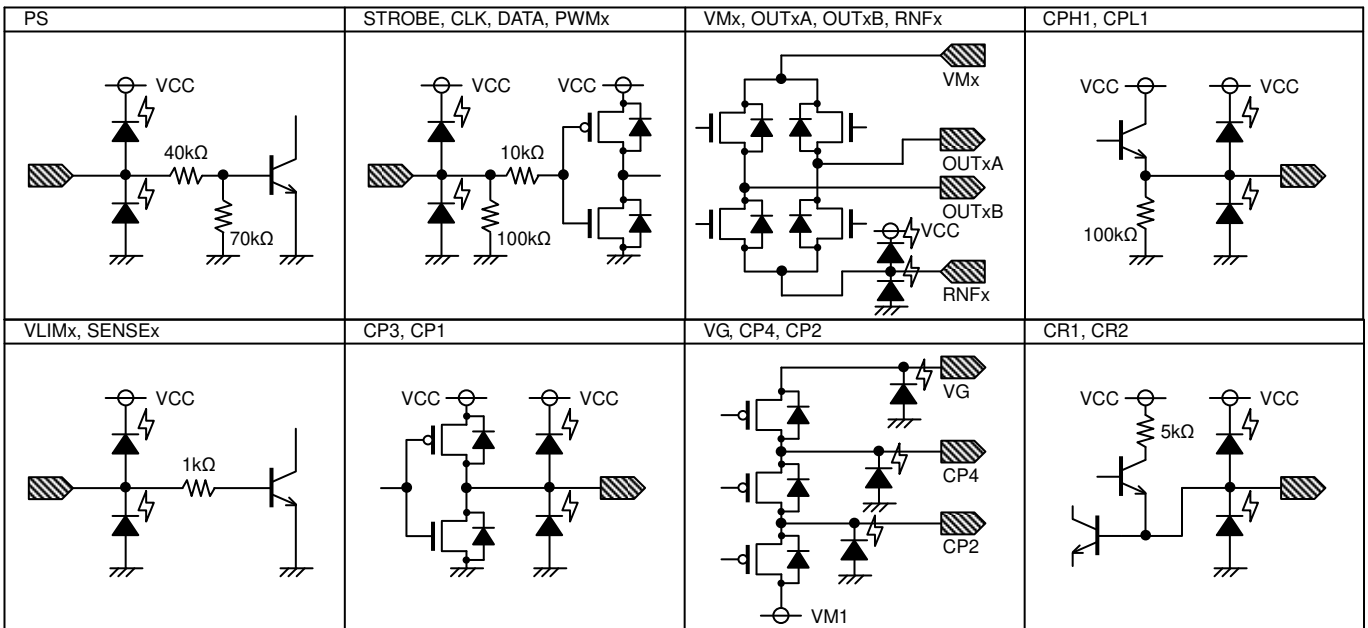 PS
VCC
40kΩ
70kΩ
STROBE, CLK, DATA, PWMx
VCC
VCC
10kΩ
100kΩ
VMx, OUTxA, OUTxB, RNFx
VMx
OUTxA
OUTxB
VCC
RNFx
CPH1, CPL1
VCC
VCC
100kΩ
VLIMx, SENSEx
VCC
1kΩ
CP3, CP1
VCC
VCC
VG, CP4, CP2
VG
CP4
CP2
VM1
CR1, CR2
VCC
VCC
5kΩ